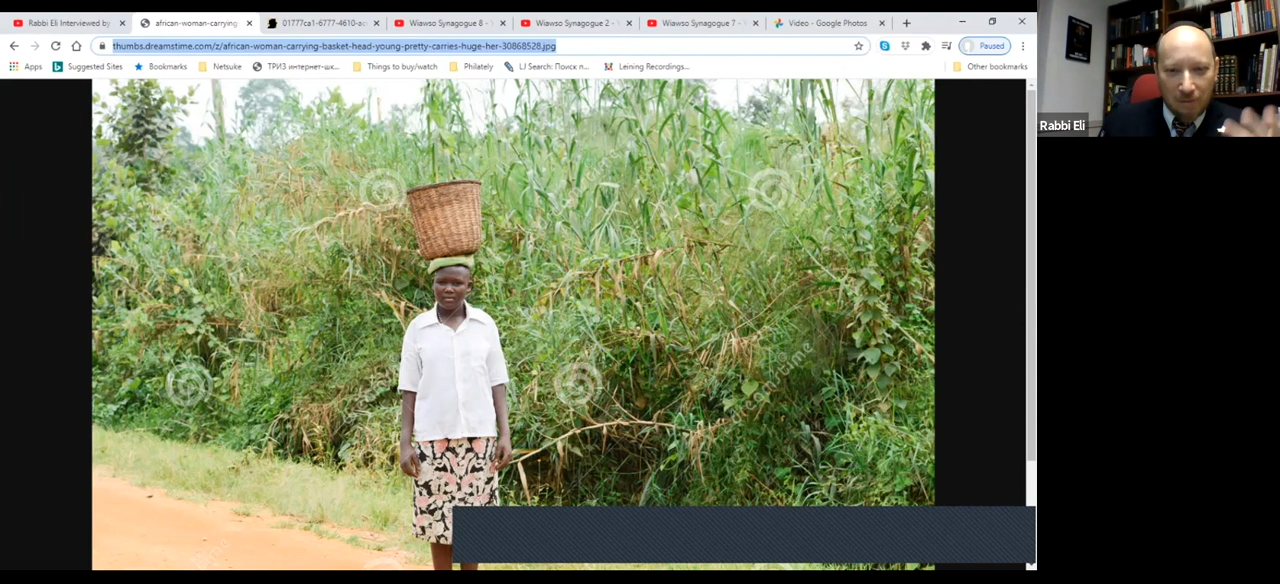 Rabbi Eli Interviewed by
african-woman-carrying
01777ca1-6777-4610-a
Wiawso Synagogue 8 -
Wiawso Synagogue 2 -
Wiawso Synagogue 7 -
Video - Google Photos
thumbs.dreamstime.com/z/african-woman-carrying-basket-head-young-pretty-carries-huge-her-30868528.jpg
Paused
Apps
Suggested Sites
Bookmarks
Netsuke
ТРИЗ интернет-шк...
Things to buy/watch
Philately
LJ Search: Поиск п...
Leining Recordings...
Other bookmarks
Rabbi Eli